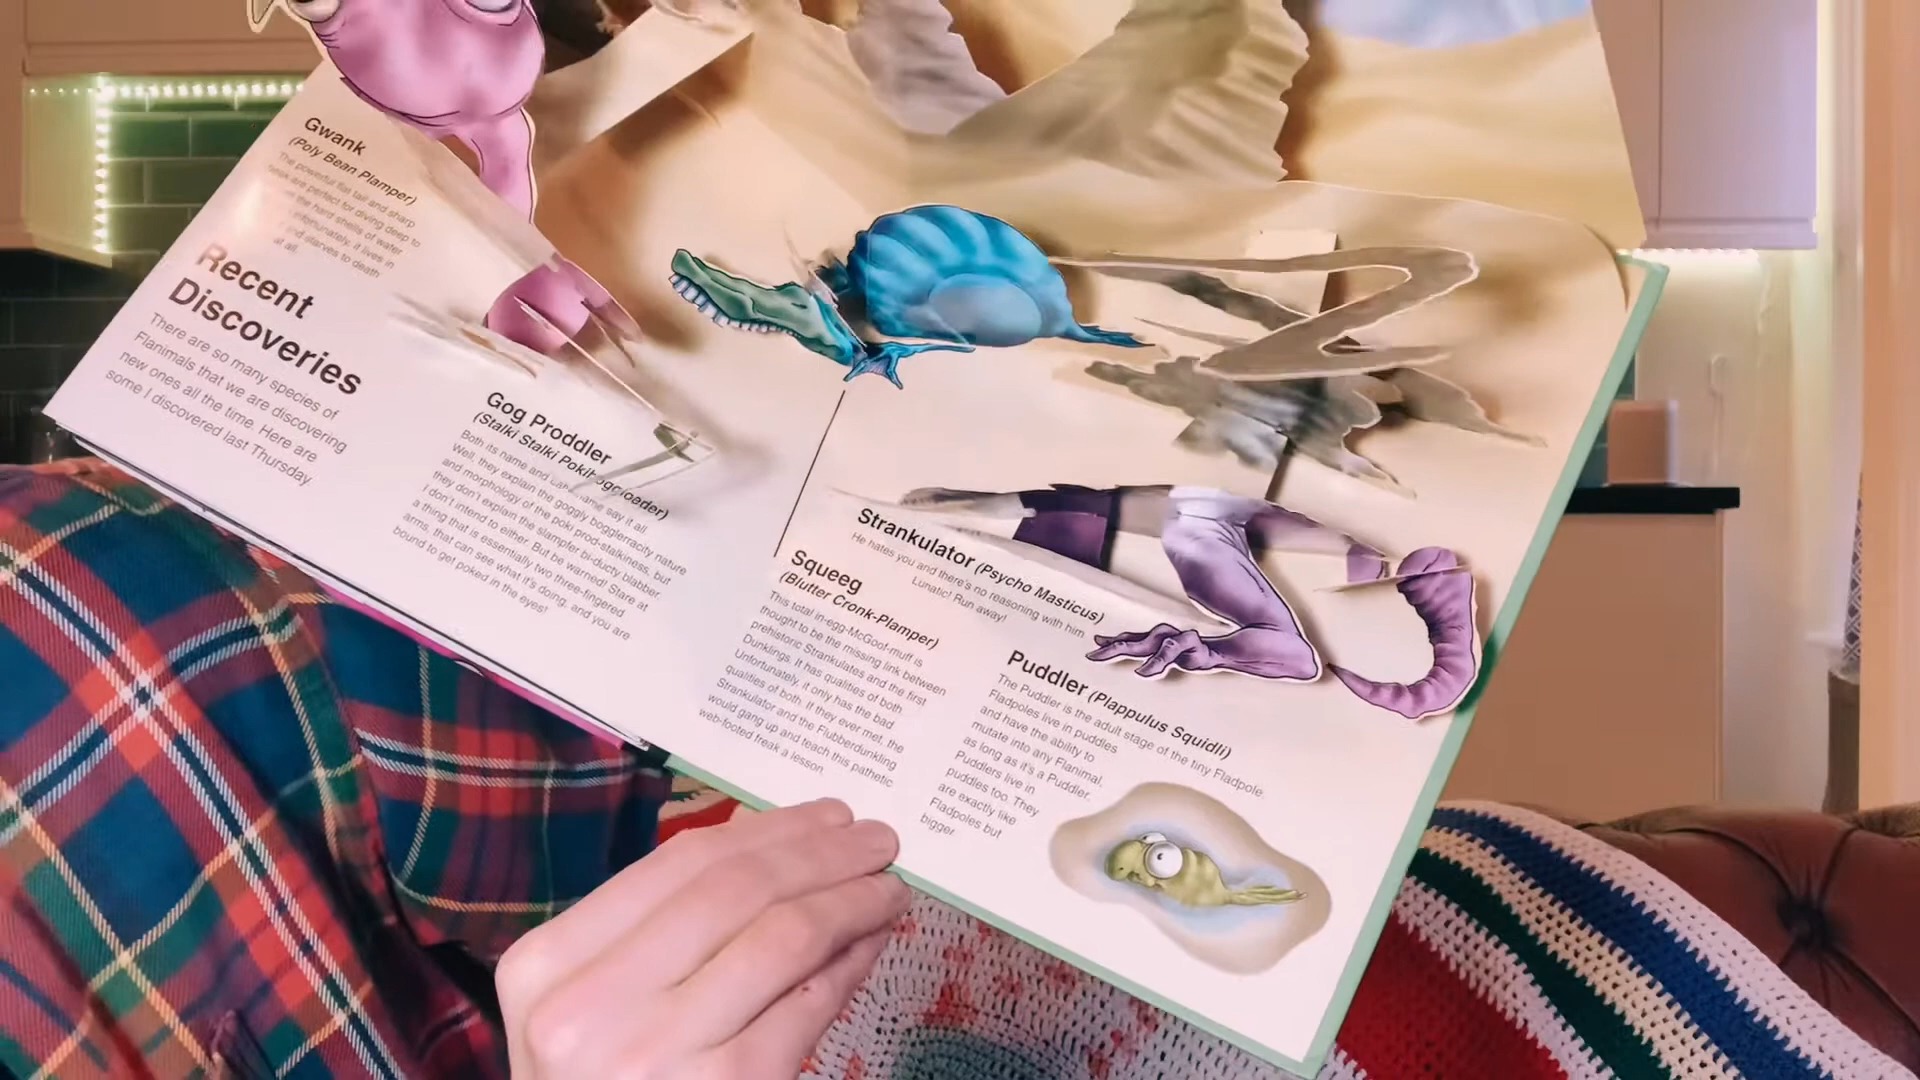 Gwank
(Poly Bean Plamper)
The powerful flat tail and sharp
are perfect for diving deep to
the hard shells of water
unfortunately, it lives in
and starves to death
at all.
Recent
Discoveries
There are so many species of
Flanimals that we are discovering
new ones all the time. Here are
some I discovered last Thursday
Gog Proddler
(Stalki Stalki
Both its name and name say it all.
Well, they explain the goggly bogglerracity nature
and morphology of the poki prod-stalkiness, but
they don't explain the slampfer bi-ducty blabber.
I don't intend to either. But be warned! Stare at
a thing that is essentially two three-fingered
arms, that can see what it's doing, and you are
bound to get poked in the eyes!
Squeeg
(Blutter Cronk-Plamper)
This total in-egg-McGoof-muff is
thought to be the missing link between
prehistoric Strankulates and the first
Dunklings. It has qualities of both
Unfortunately, it only has the bad
qualities of both. If they ever met, the
Strankulator and the Flubberdunkling
would gang up and teach this pathetic
web-footed freak a lesson.
Strankulator (Psycho Masticus)
He hates you and there's no reasoning with him.
Lunatic! Run away!
Puddler (Plappulus Squidli)
The Puddler is the adult stage of the tiny Fladpole.
Fladpoles live in puddles
and have the ability to
mutate into any Flanimal,
as long as it's a Puddler.
Puddlers live in
puddles too. They
are exactly like
Fladpoles but
bigger